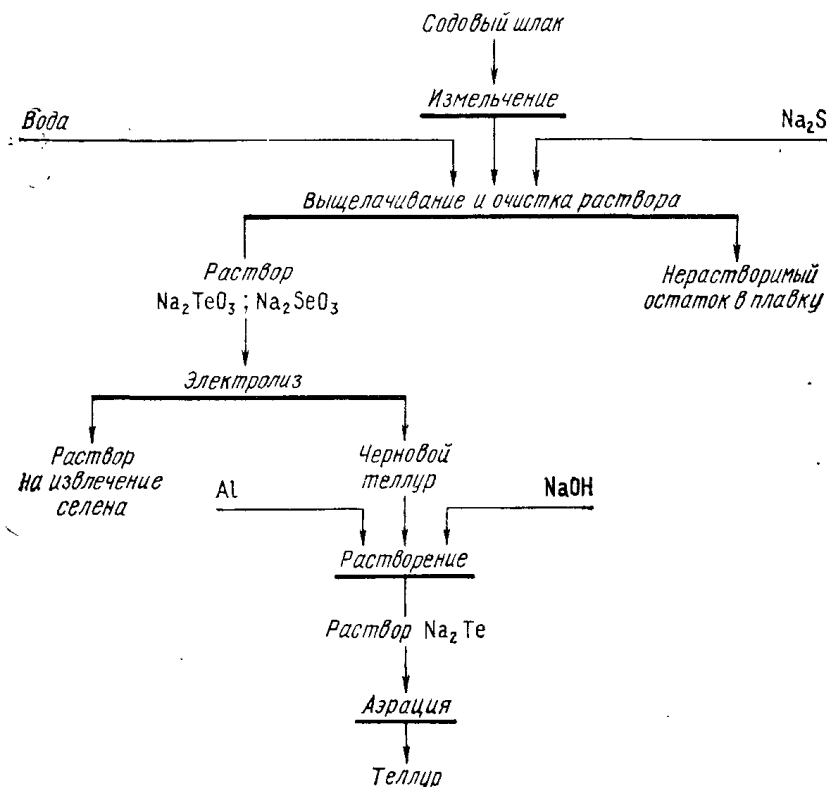 Содовый шлак
Измельчение
Вода
Na₂S
Выщелачивание и очистка раствора
Раствор
Na₂TeO₃; Na₂SeO₃
Нерастворимый
остаток в плавку
Электролиз
Раствор
на извлечение
селена
Черновой
теллур
Al
NaOH
Растворение
Раствор Na₂Te
Аэрация
Теллур